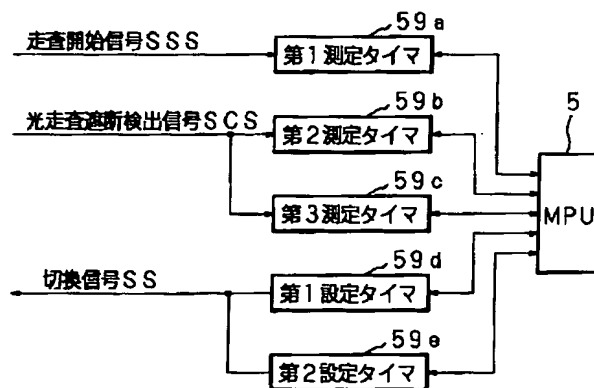 59a
走査開始信号SSS
第1測定タイマ
59b
5
光走査遮断検出信号SCS
第2測定タイマ
59c
第3測定タイマ
MPU
59d
切換信号SS
第1設定タイマ
59e
第2設定タイマ